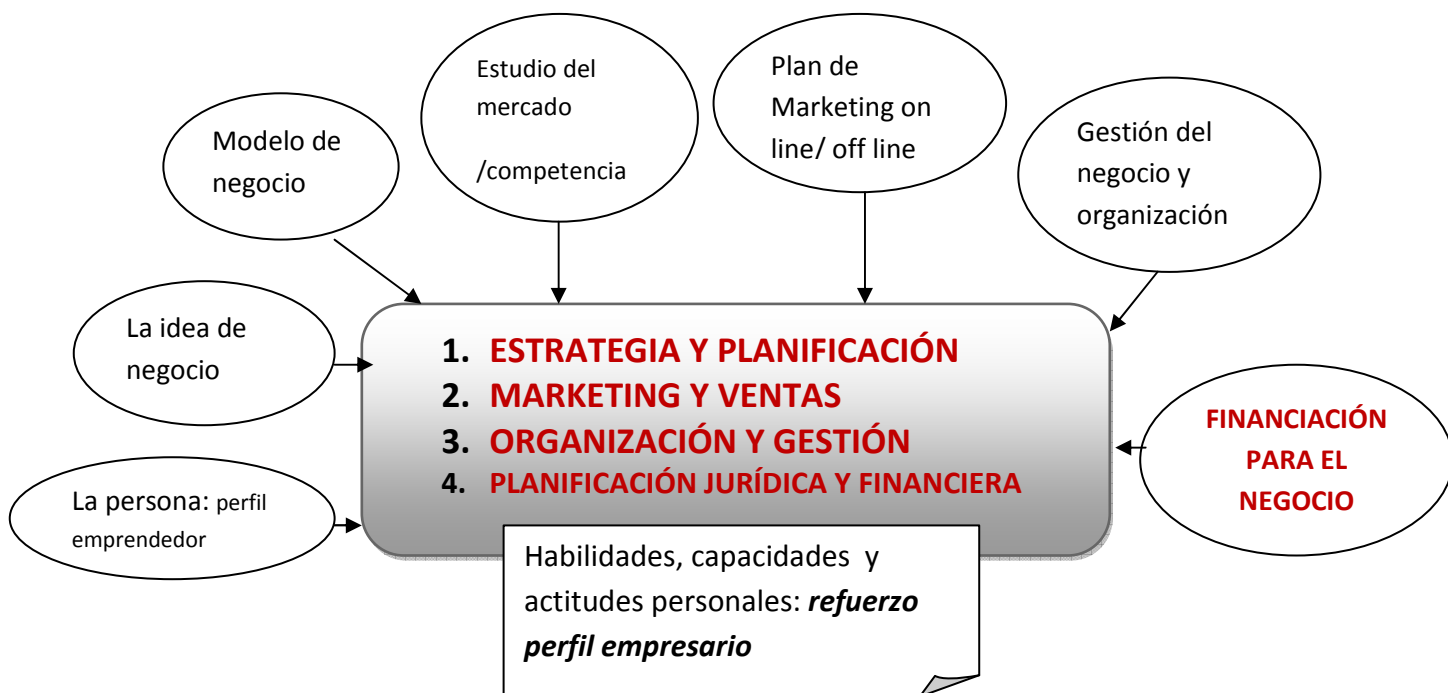 Estudio del
mercado
/competencia
Plan de
Marketing on
line/ off line
Modelo de
negocio
Gestión del
negocio y
organización
La idea de
negocio
1. ESTRATEGIA Y PLANIFICACIÓN
2. MARKETING Y VENTAS
3. ORGANIZACIÓN Y GESTIÓN
4. PLANIFICACIÓN JURÍDICA Y FINANCIERA
FINANCIACIÓN
PARA EL
NEGOCIO
La persona: perfil
emprendedor
Habilidades, capacidades y
actitudes personales: refuerzo
perfil empresario